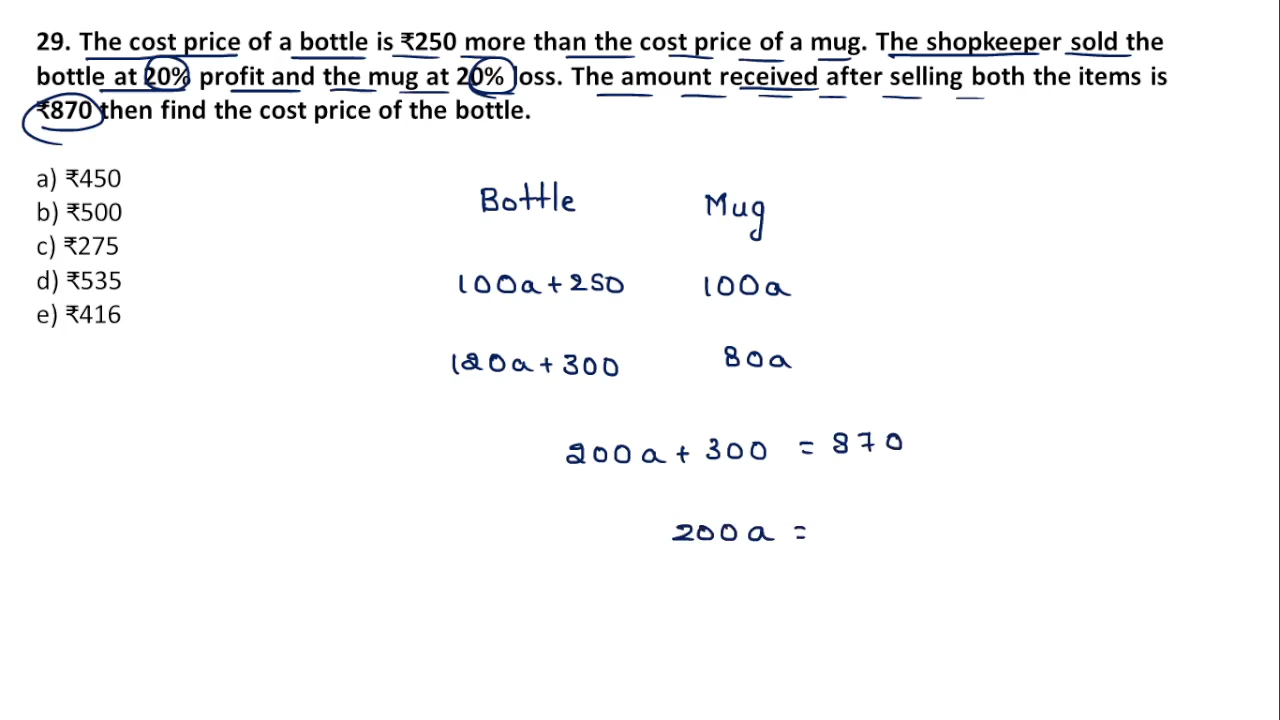 29. The cost price of a bottle is ₹250 more than the cost price of a mug. The shopkeeper sold the
bottle at 20% profit and the mug at 20% loss. The amount received after selling both the items is
₹870 then find the cost price of the bottle.
a) ₹450
b) ₹500
c) ₹275
d) ₹535
e) ₹416
Bottle Mug
100a + 250 100a
120a + 300 80a
200a + 300 = 870
200a =